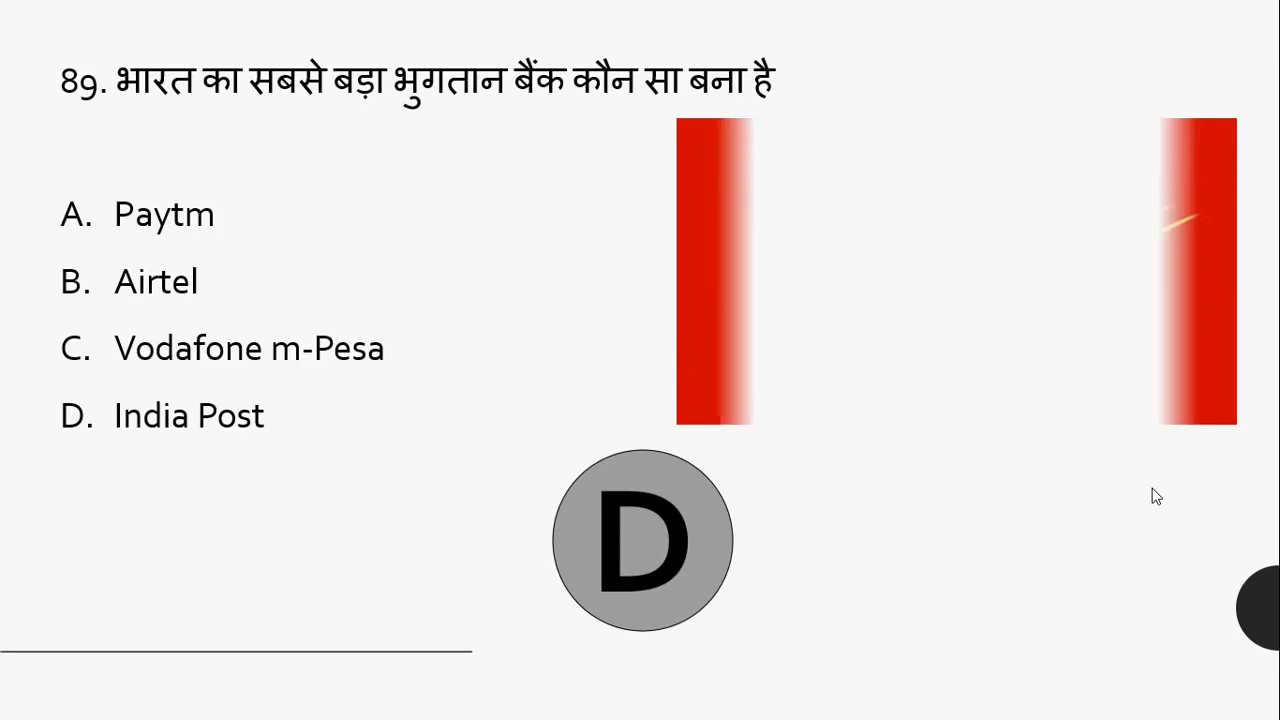 89. भारत का सबसे बड़ा भुगतान बैंक कौन सा बना है
A. Paytm
B. Airtel
C. Vodafone m-Pesa
D. India Post
D